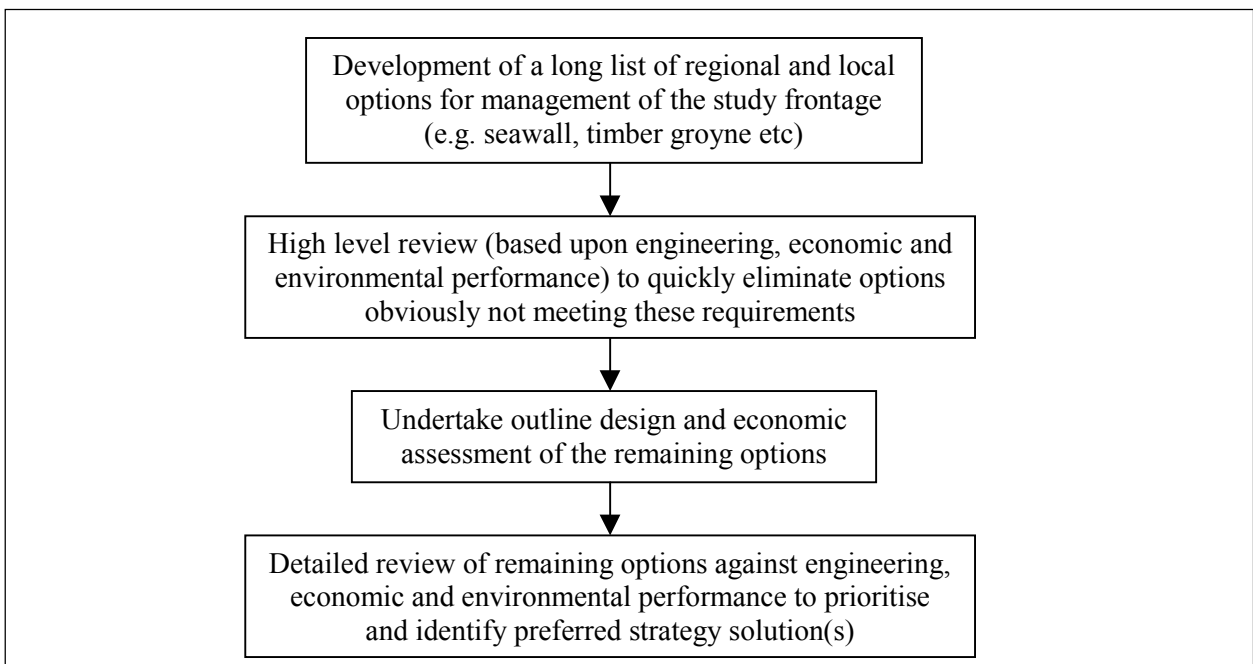 Development of a long list of regional and local
options for management of the study frontage
(e.g. seawall, timber groyne etc)
High level review (based upon engineering, economic and
environmental performance) to quickly eliminate options
obviously not meeting these requirements
Undertake outline design and economic
assessment of the remaining options
Detailed review of remaining options against engineering,
economic and environmental performance to prioritise
and identify preferred strategy solution(s)